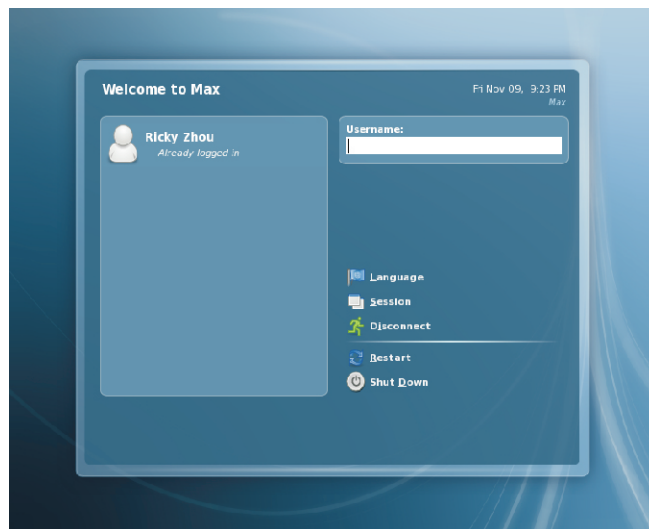 Welcome to Max
Fri Nov 09, 9:23 PM
Max
Ricky Zhou
Already logged in
Username:
Language
Session
Disconnect
Restart
Shut Down